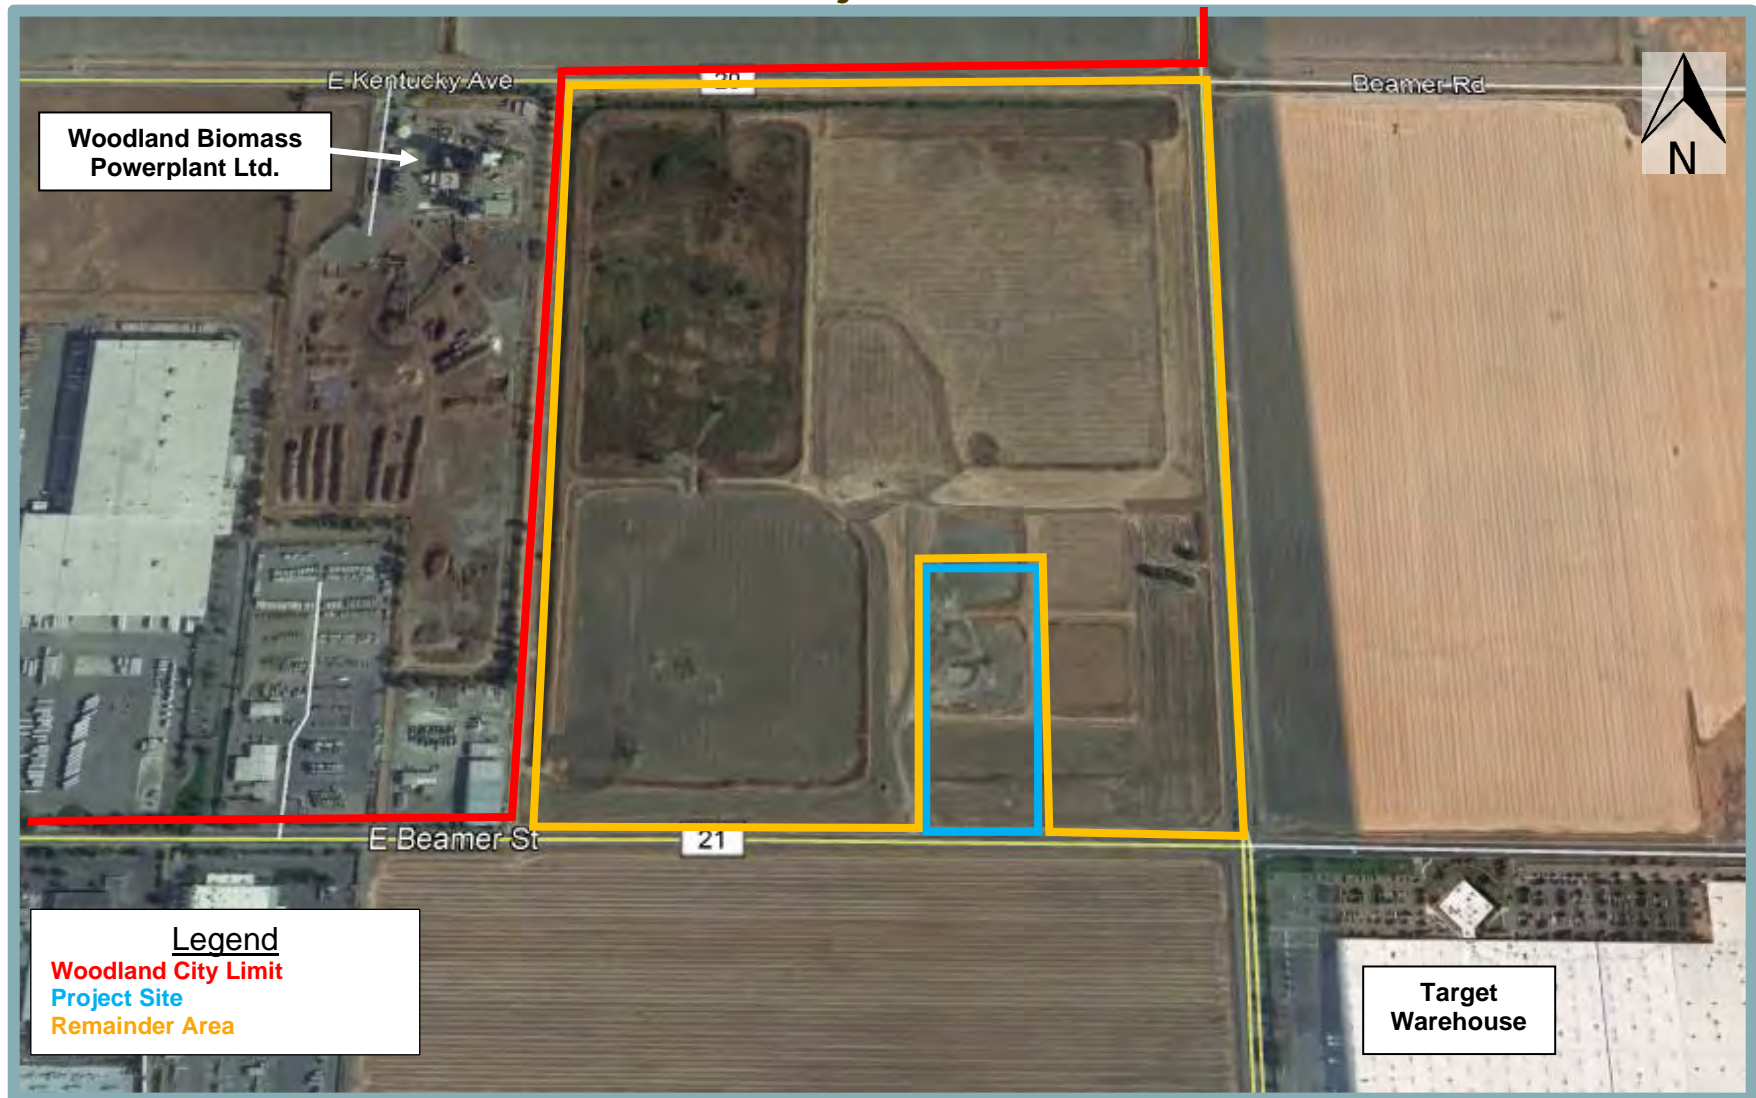 E Kentucky Ave
20
Beamer Rd
Woodland Biomass
Powerplant Ltd.
N
E Beamer St
21
Legend
Woodland City Limit
Project Site
Remainder Area
Target
Warehouse